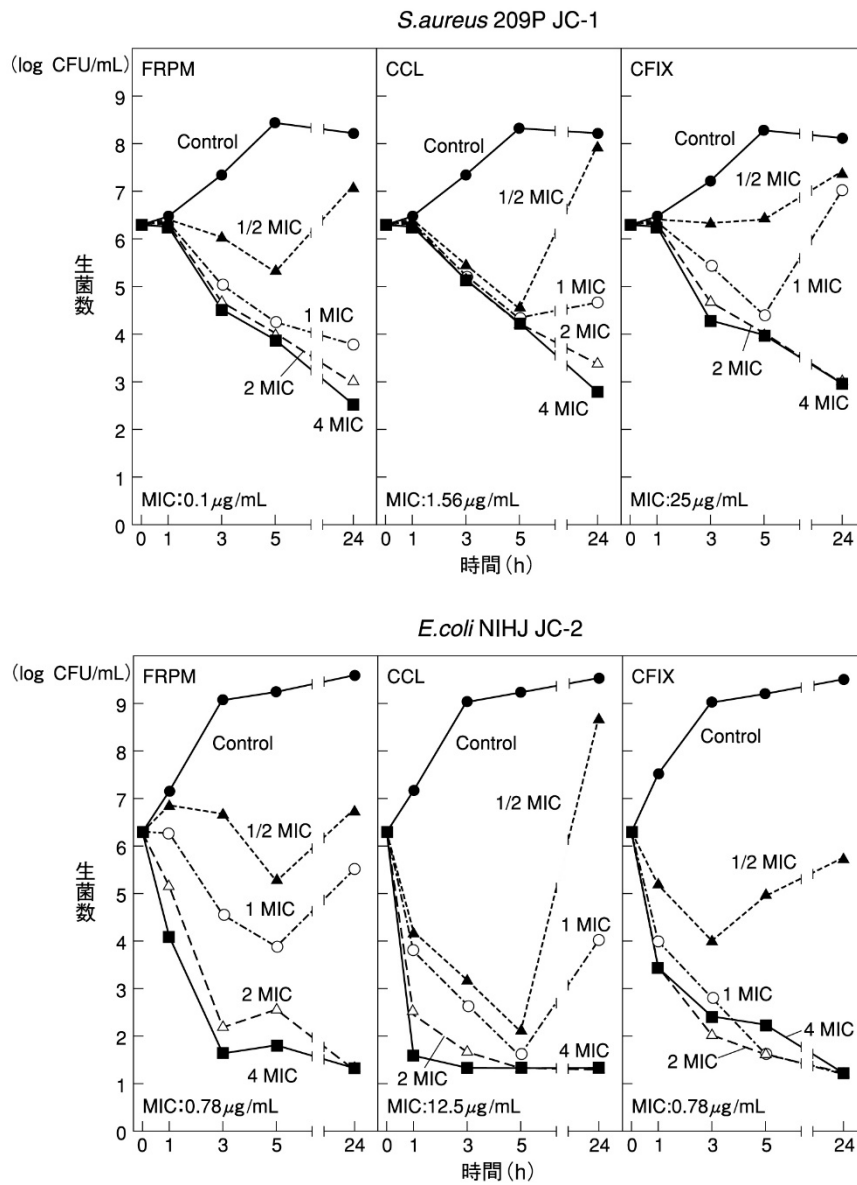 S.aureus 209P JC-1
(log CFU/mL)
FRPM
CCL
CFIX
9
8
7
6
5
4
3
2
1
0
生菌数
Control
1/2 MIC
1 MIC
2 MIC
4 MIC
MIC:0.1μg/mL
Control
1/2 MIC
1 MIC
2 MIC
4 MIC
MIC:1.56μg/mL
Control
1/2 MIC
1 MIC
2 MIC
4 MIC
MIC:25μg/mL
0 1 3 5 24
0 1 3 5 24
0 1 3 5 24
時間(h)
E.coli NIHJ JC-2
(log CFU/mL)
FRPM
CCL
CFIX
9
8
7
6
5
4
3
2
1
0
生菌数
Control
1/2 MIC
1 MIC
2 MIC
4 MIC
MIC:0.78μg/mL
Control
1/2 MIC
1 MIC
4 MIC
2 MIC
MIC:12.5μg/mL
Control
1/2 MIC
1 MIC
4 MIC
2 MIC
MIC:0.78μg/mL
0 1 3 5 24
0 1 3 5 24
0 1 3 5 24
時間(h)